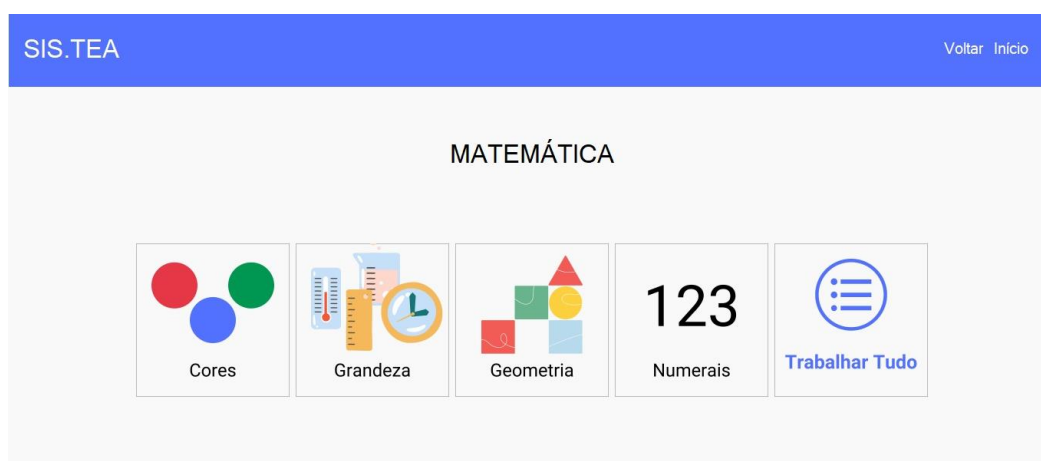 SIS.TEA
Voltar Início
MATEMÁTICA
123
Cores
Grandeza
Geometria
Numerais
Trabalhar Tudo